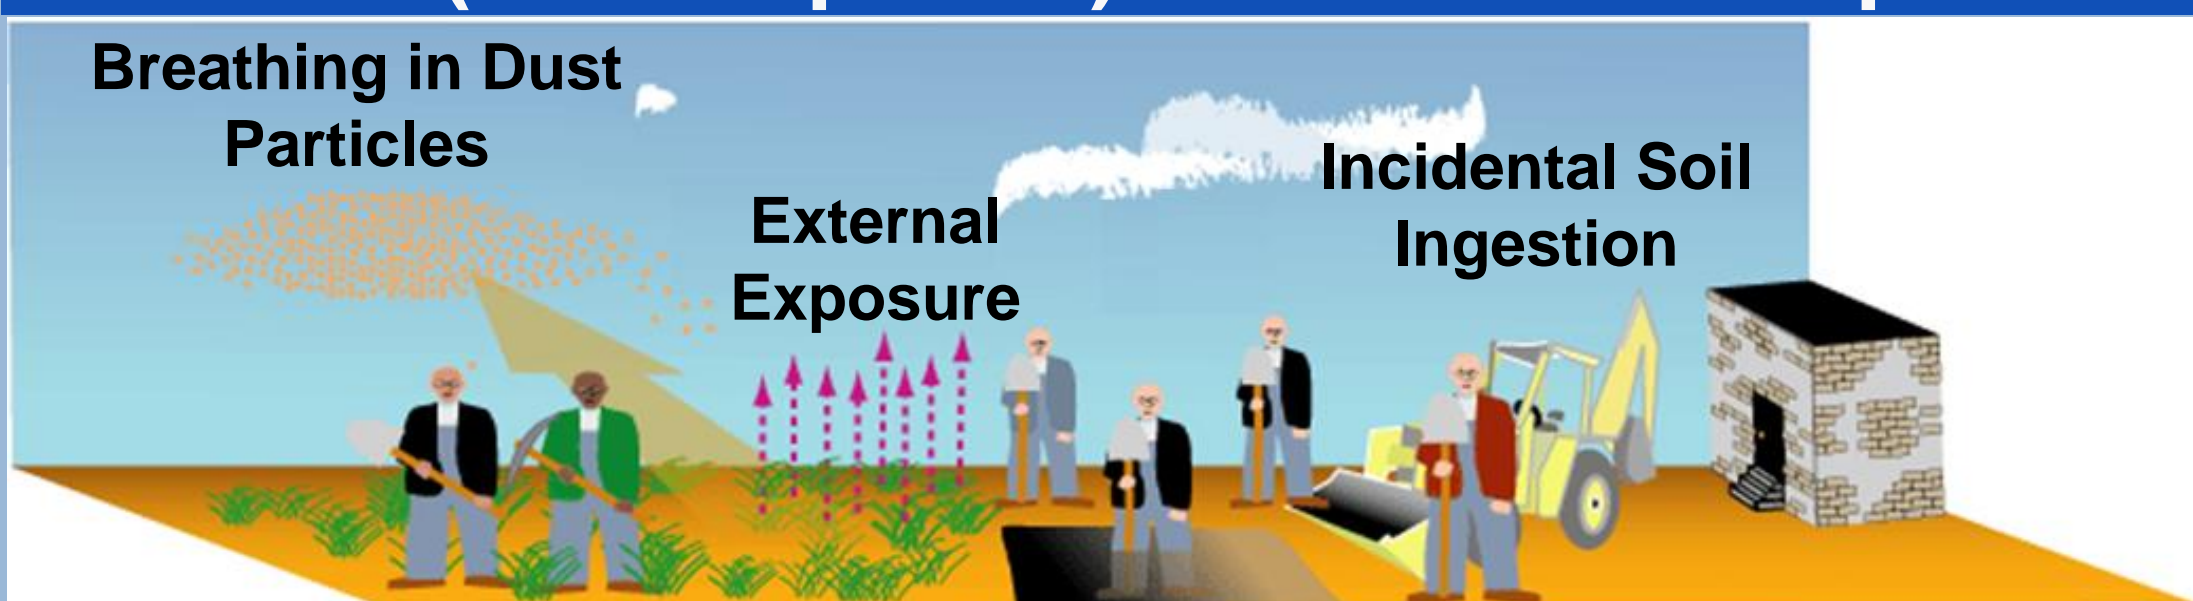 Breathing in Dust
Particles
External
Exposure
Incidental Soil
Ingestion